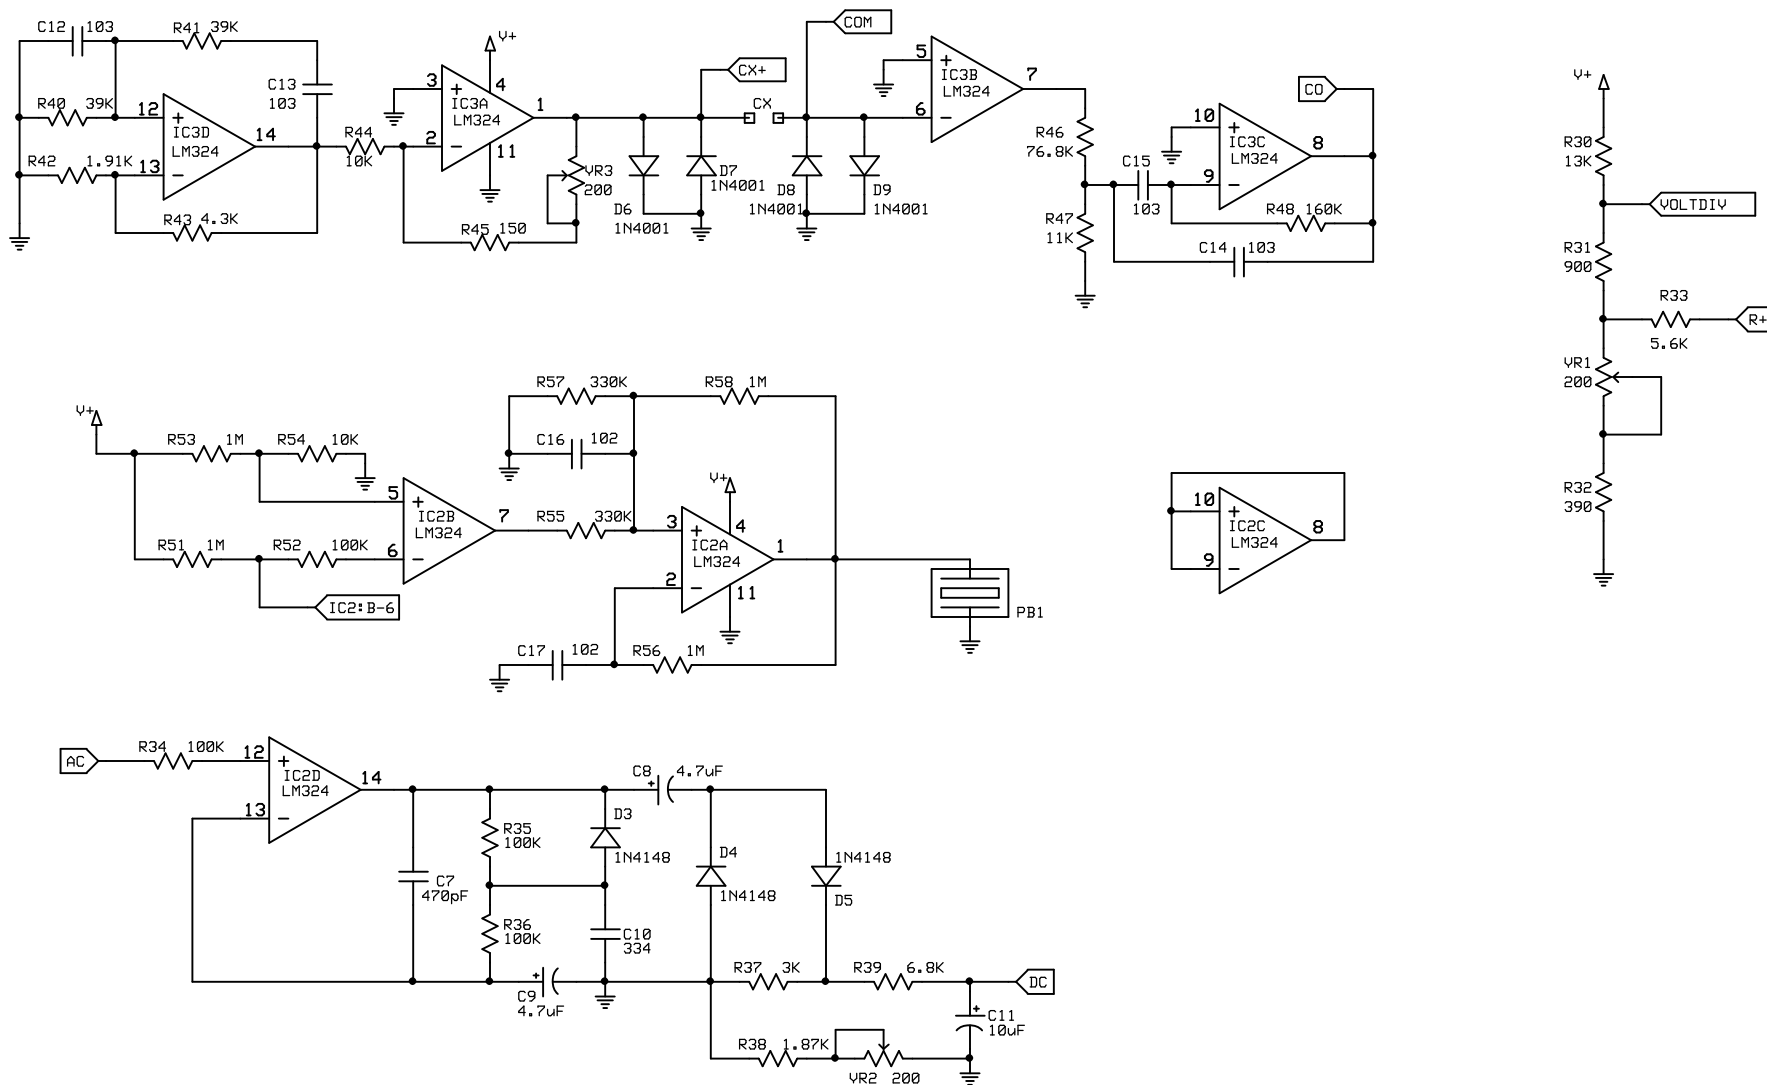 C12 103
R41 39K
C13
103
R40 39K
12
+
IC3D
LM324
14
R42 1.91K
13
-
R43 4.3K
R44
10K
V+
3
+
4
IC3A
LM324
1
2
-
11
VR3
200
R45 150
CX+
D6
1N4001
D7
1N4001
CX
COM
D8
1N4001
D9
1N4001
5
+
IC3B
LM324
7
6
-
R46
76.8K
R47
11K
C15
103
10
+
IC3C
LM324
8
9
-
CO
R48 160K
C14 103
V+
R30
13K
VOLTDIV
R31
900
R33
5.6K
R+
VR1
200
R32
390
V+
R53 1M
R54 10K
5
+
IC2B
LM324
7
6
-
R51 1M
R52 100K
IC2:B-6
R57 330K
R58 1M
C16 102
R55 330K
V+
3
+
4
IC2A
LM324
1
2
-
11
C17 102
R56 1M
PB1
10
+
IC2C
LM324
8
9
-
AC
R34 100K
12
+
IC2D
LM324
14
13
-
C7
470pF
R35
100K
R36
100K
D3
1N4148
C10
334
C8 4.7uF
+
C9
4.7uF
+
D4
1N4148
1N4148
D5
R37 3K
R39 6.8K
DC
C11
10uF
+
R38 1.87K
VR2 200